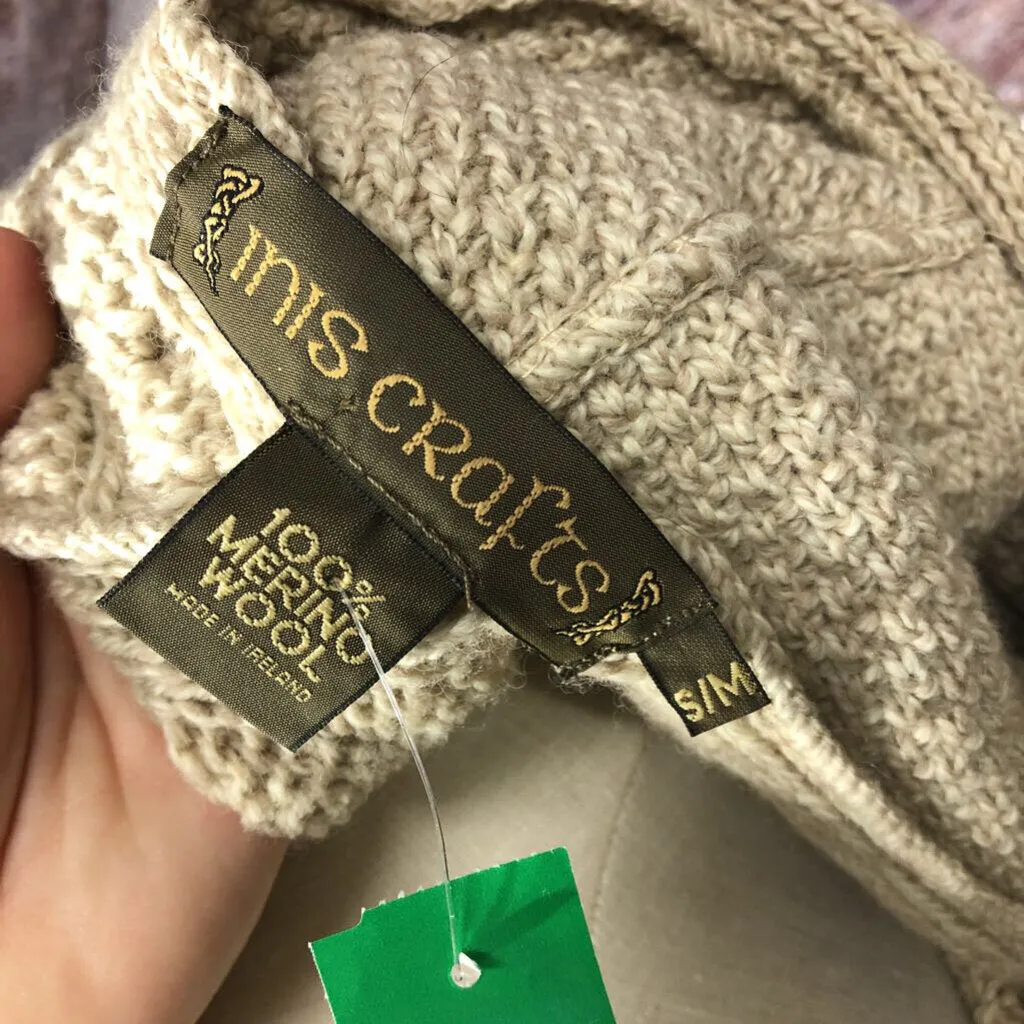 INIS CRAFTS
100%
MERINO
WOOL
MADE IN IRELAND
S/M